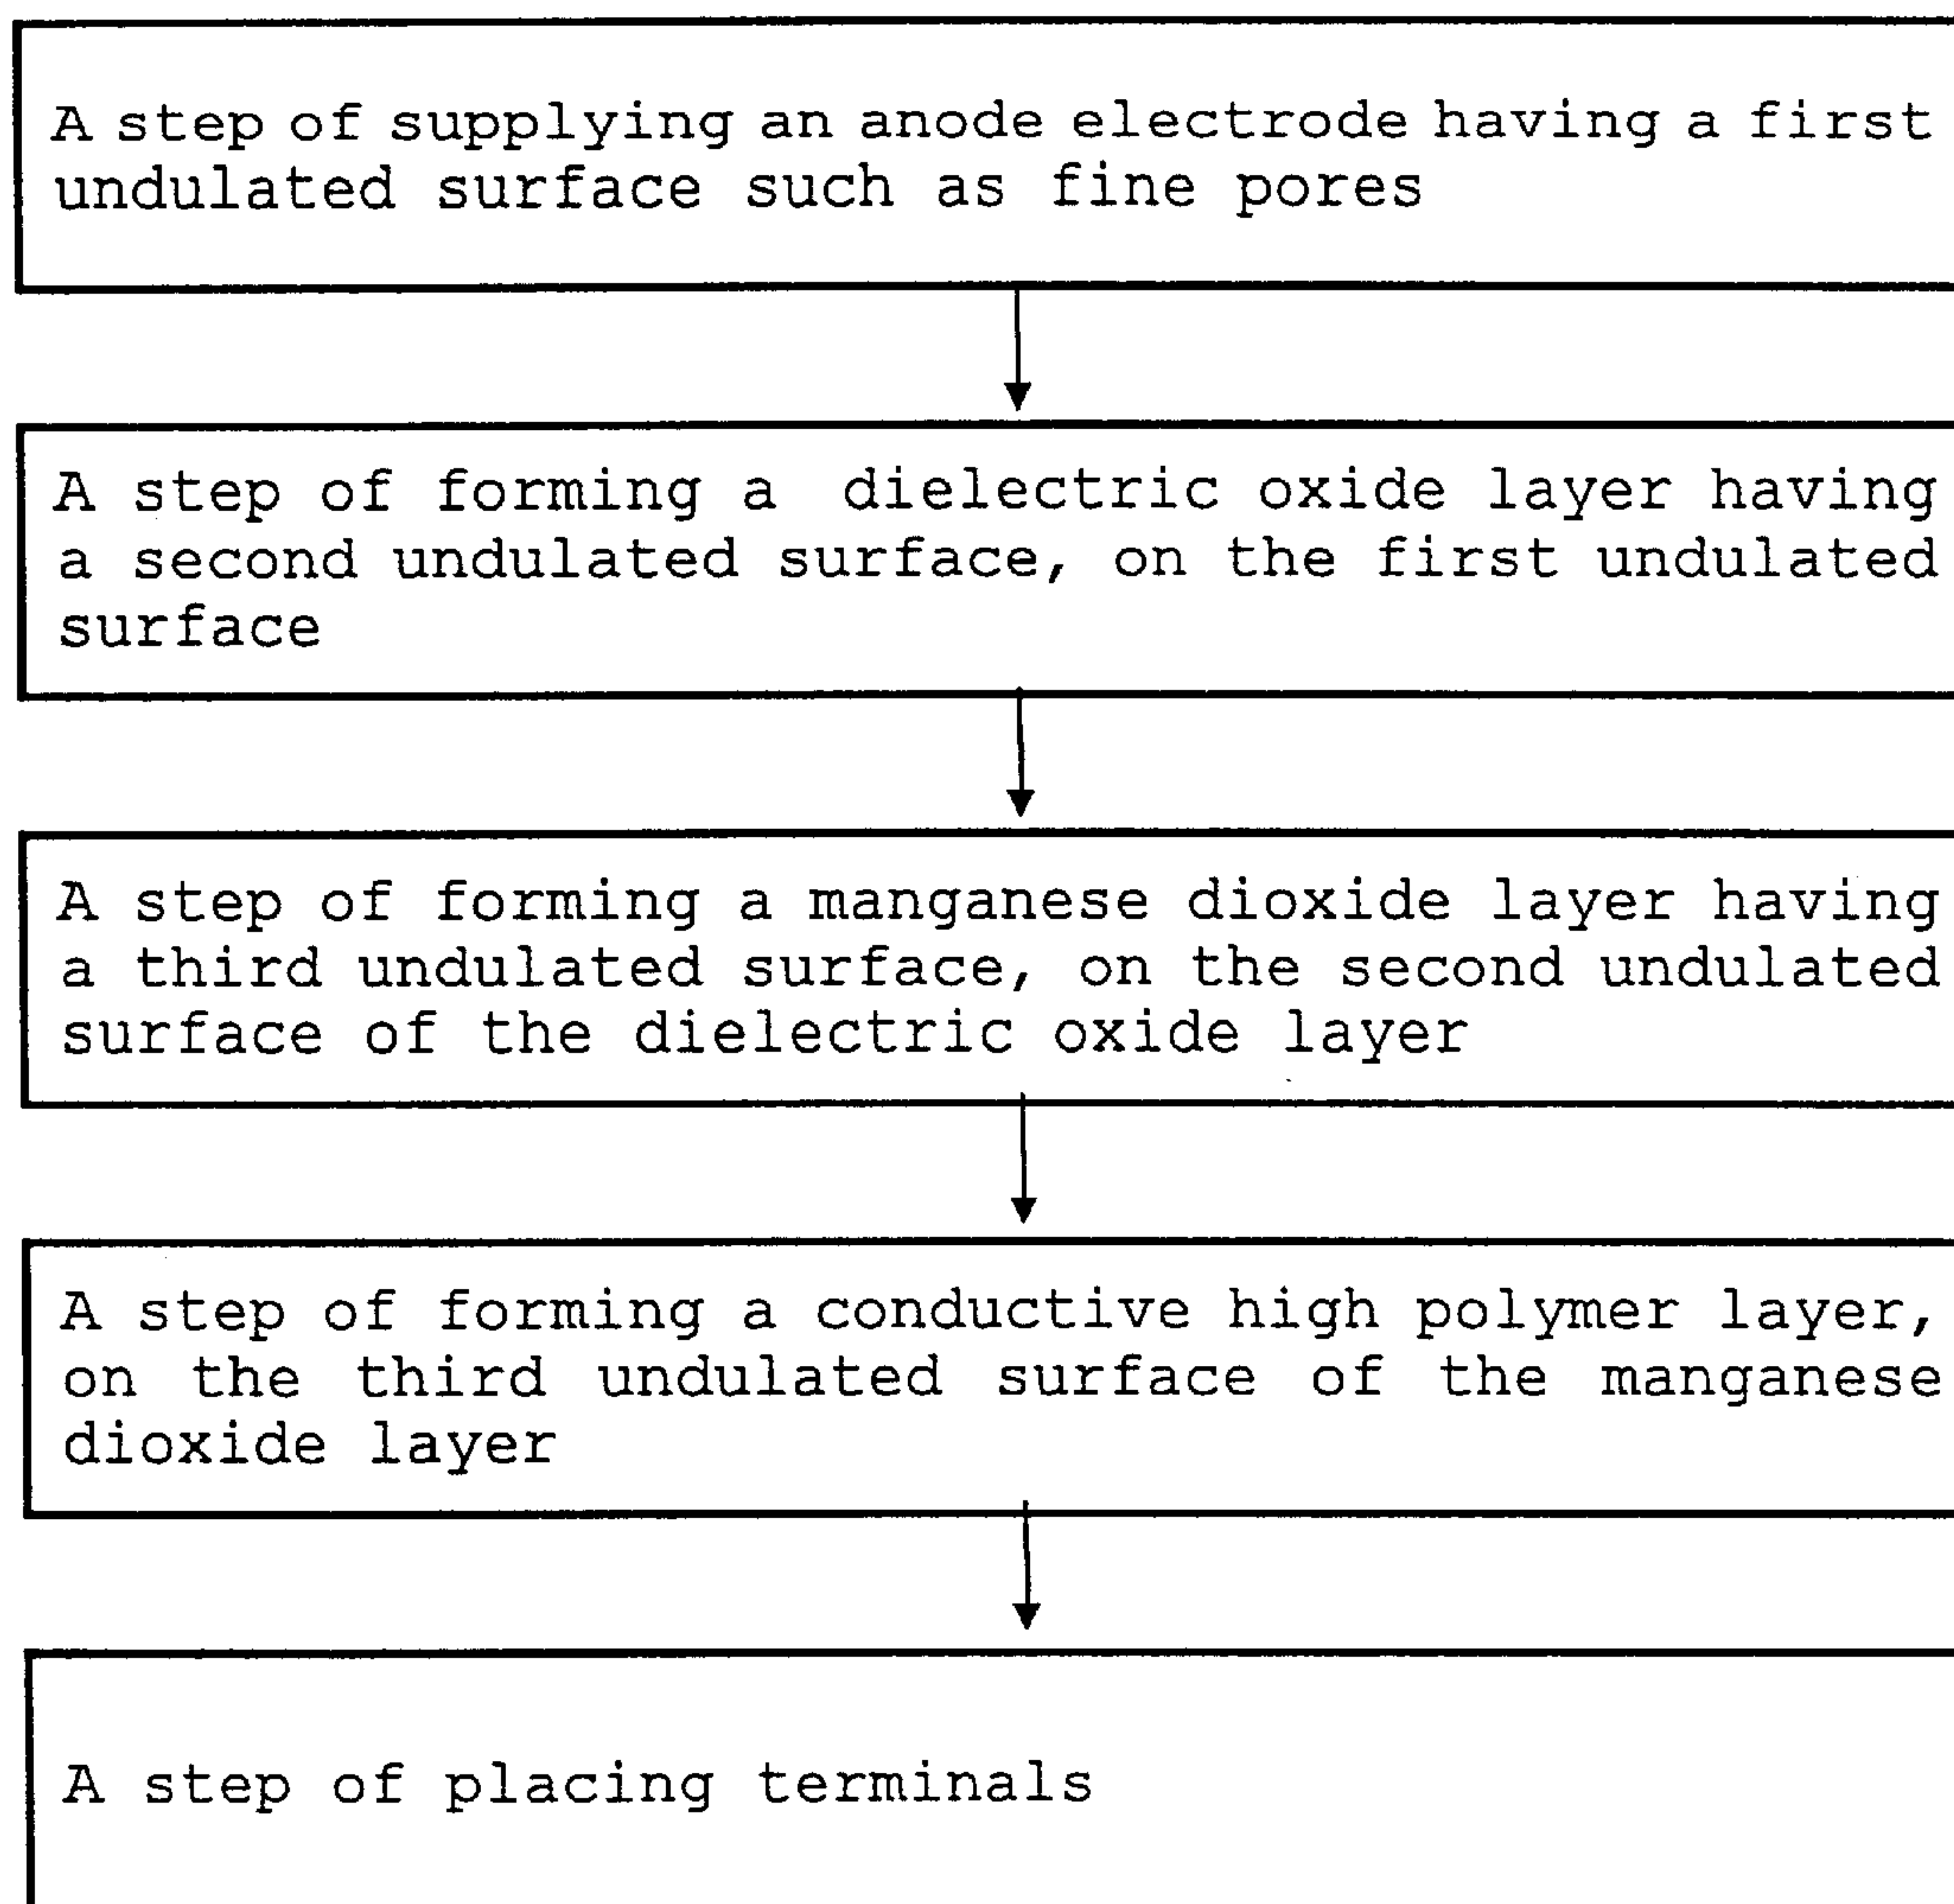 A step of supplying an anode electrode having a first
undulated surface such as fine pores
A step of forming a dielectric oxide layer having
a second undulated surface, on the first undulated
surface
A step of forming a manganese dioxide layer having
a third undulated surface, on the second undulated
surface of the dielectric oxide layer
A step of forming a conductive high polymer layer,
on the third undulated surface of the manganese
dioxide layer
A step of placing terminals